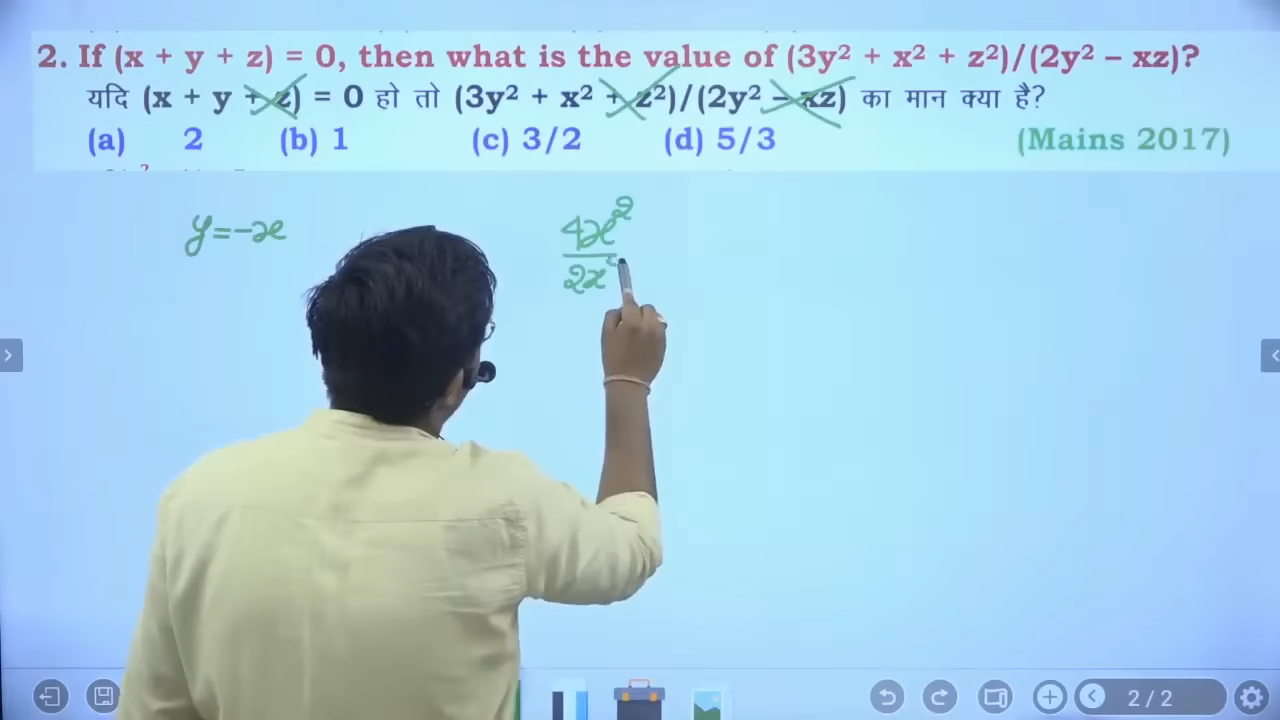 2. If (x + y + z) = 0, then what is the value of (3y² + x² + z²)/(2y² – xz)?
यदि (x + y + z) = 0 हो तो (3y² + x² + z²)/(2y² – xz) का मान क्या है?
(a) 2 (b) 1 (c) 3/2 (d) 5/3 (Mains 2017)
y=-x
4x²
2x
2 / 2